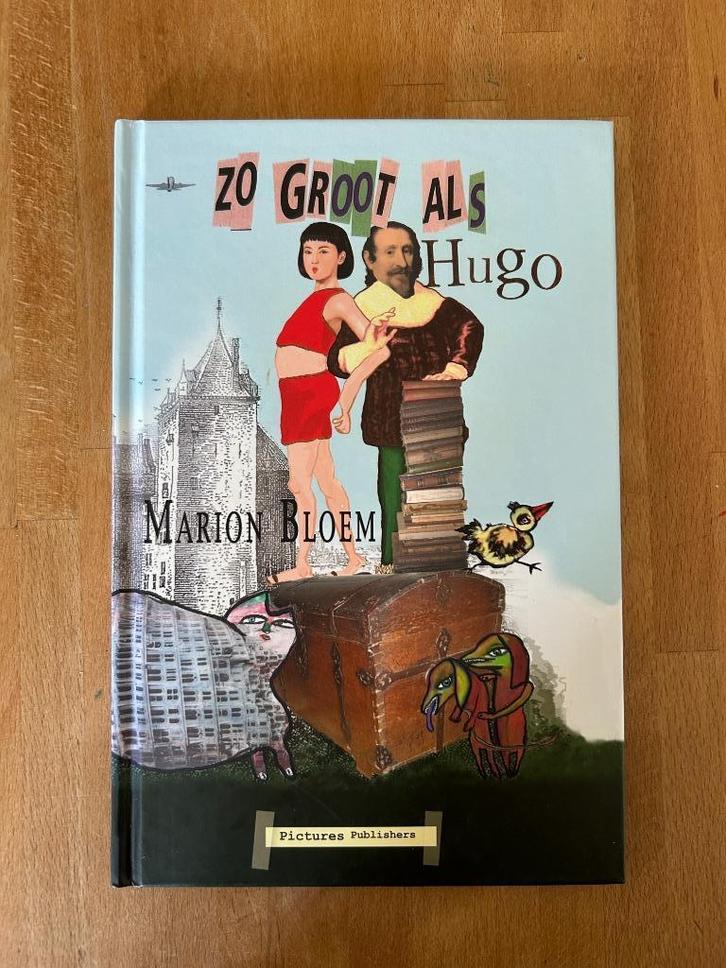 ZO GROOT ALS
Hugo
MARION BLOEM
Pictures Publishers